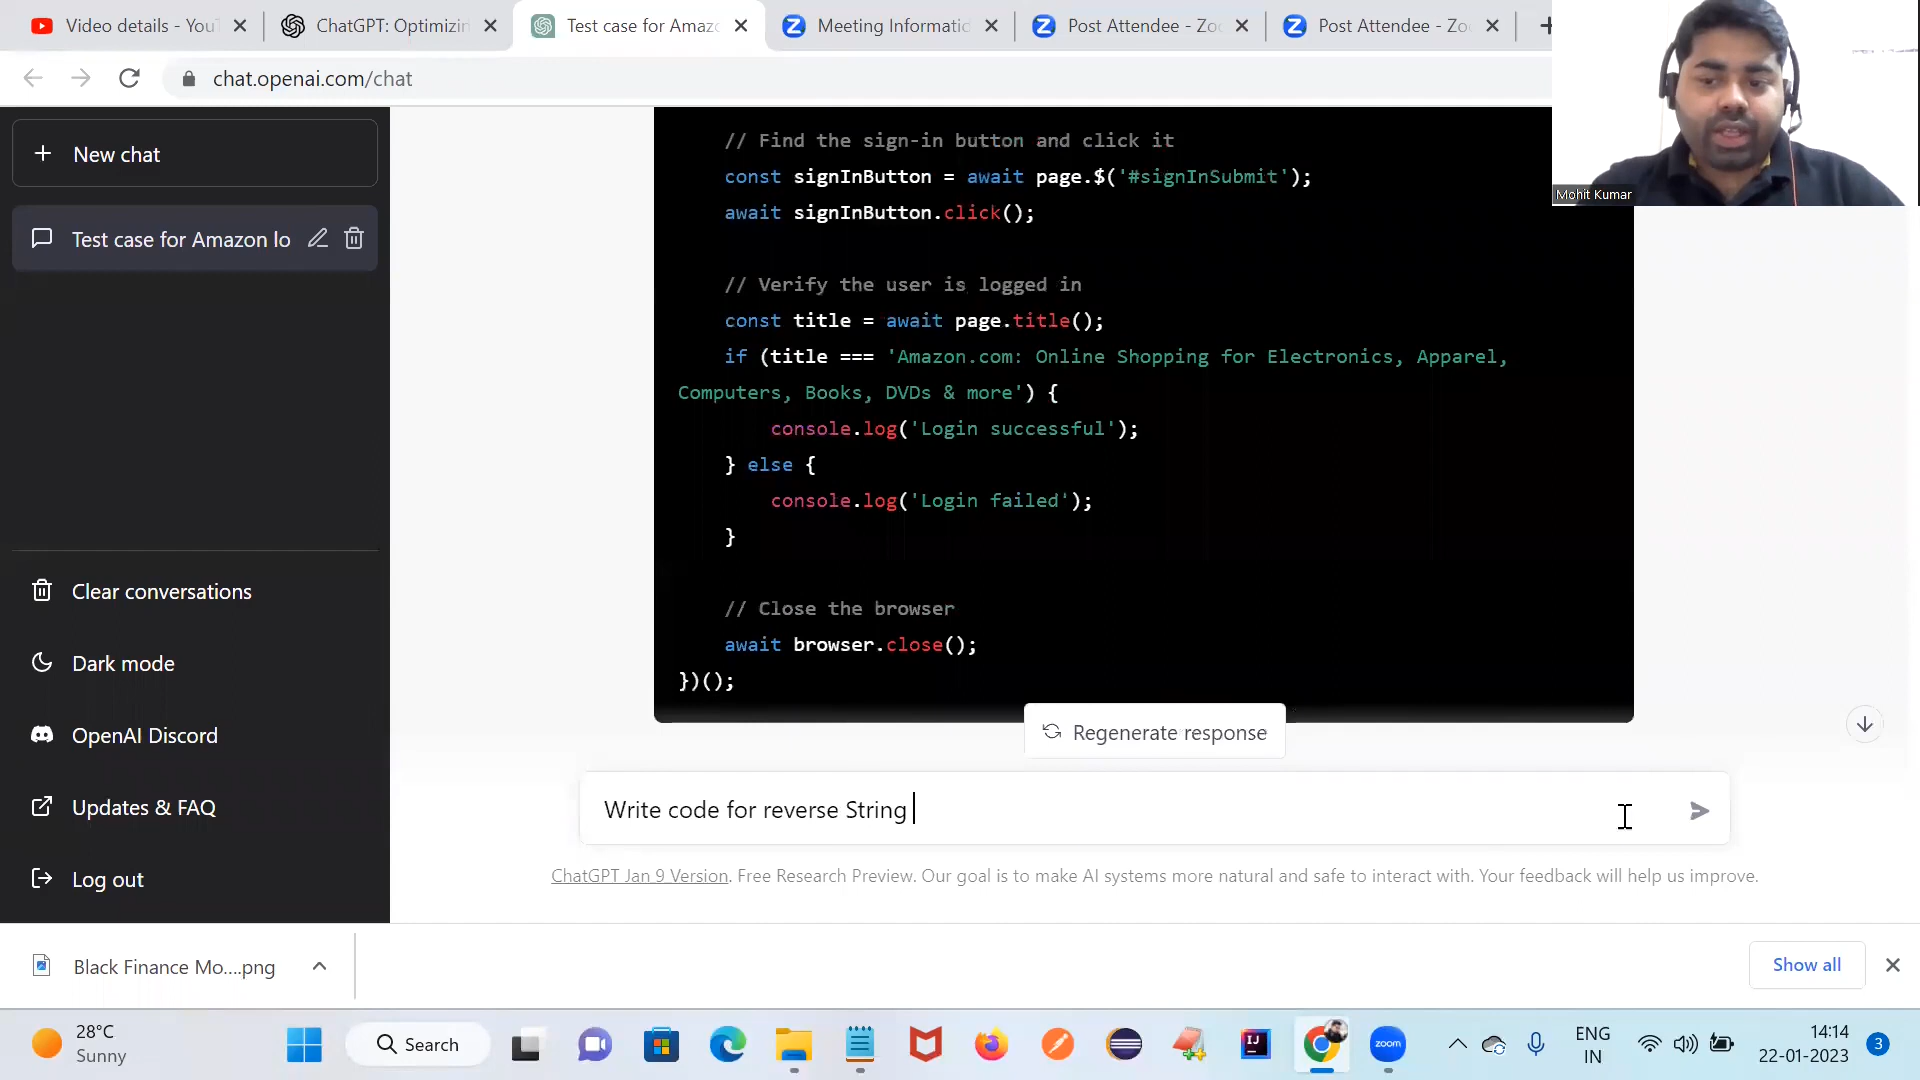 Video details - You
ChatGPT: Optimizin
Test case for Amazo
Meeting Informatic
Post Attendee - Zo
Post Attendee - Zo
chat.openai.com/chat
Mohit Kumar
New chat
Test case for Amazon lo
Clear conversations
Dark mode
OpenAI Discord
Updates & FAQ
Log out
// Find the sign-in button and click it
const signInButton = await page.$('#signInSubmit');
await signInButton.click();
// Verify the user is logged in
const title = await page.title();
if (title === 'Amazon.com: Online Shopping for Electronics, Apparel,
Computers, Books, DVDs & more') {
console.log('Login successful');
} else {
console.log('Login failed');
}
// Close the browser
await browser.close();
})();
Regenerate response
Write code for reverse String
ChatGPT Jan 9 Version. Free Research Preview. Our goal is to make AI systems more natural and safe to interact with. Your feedback will help us improve.
Black Finance Mo....png
Show all
28°C
Sunny
Search
IJ
zoom
ENG
IN
14:14
22-01-2023
3